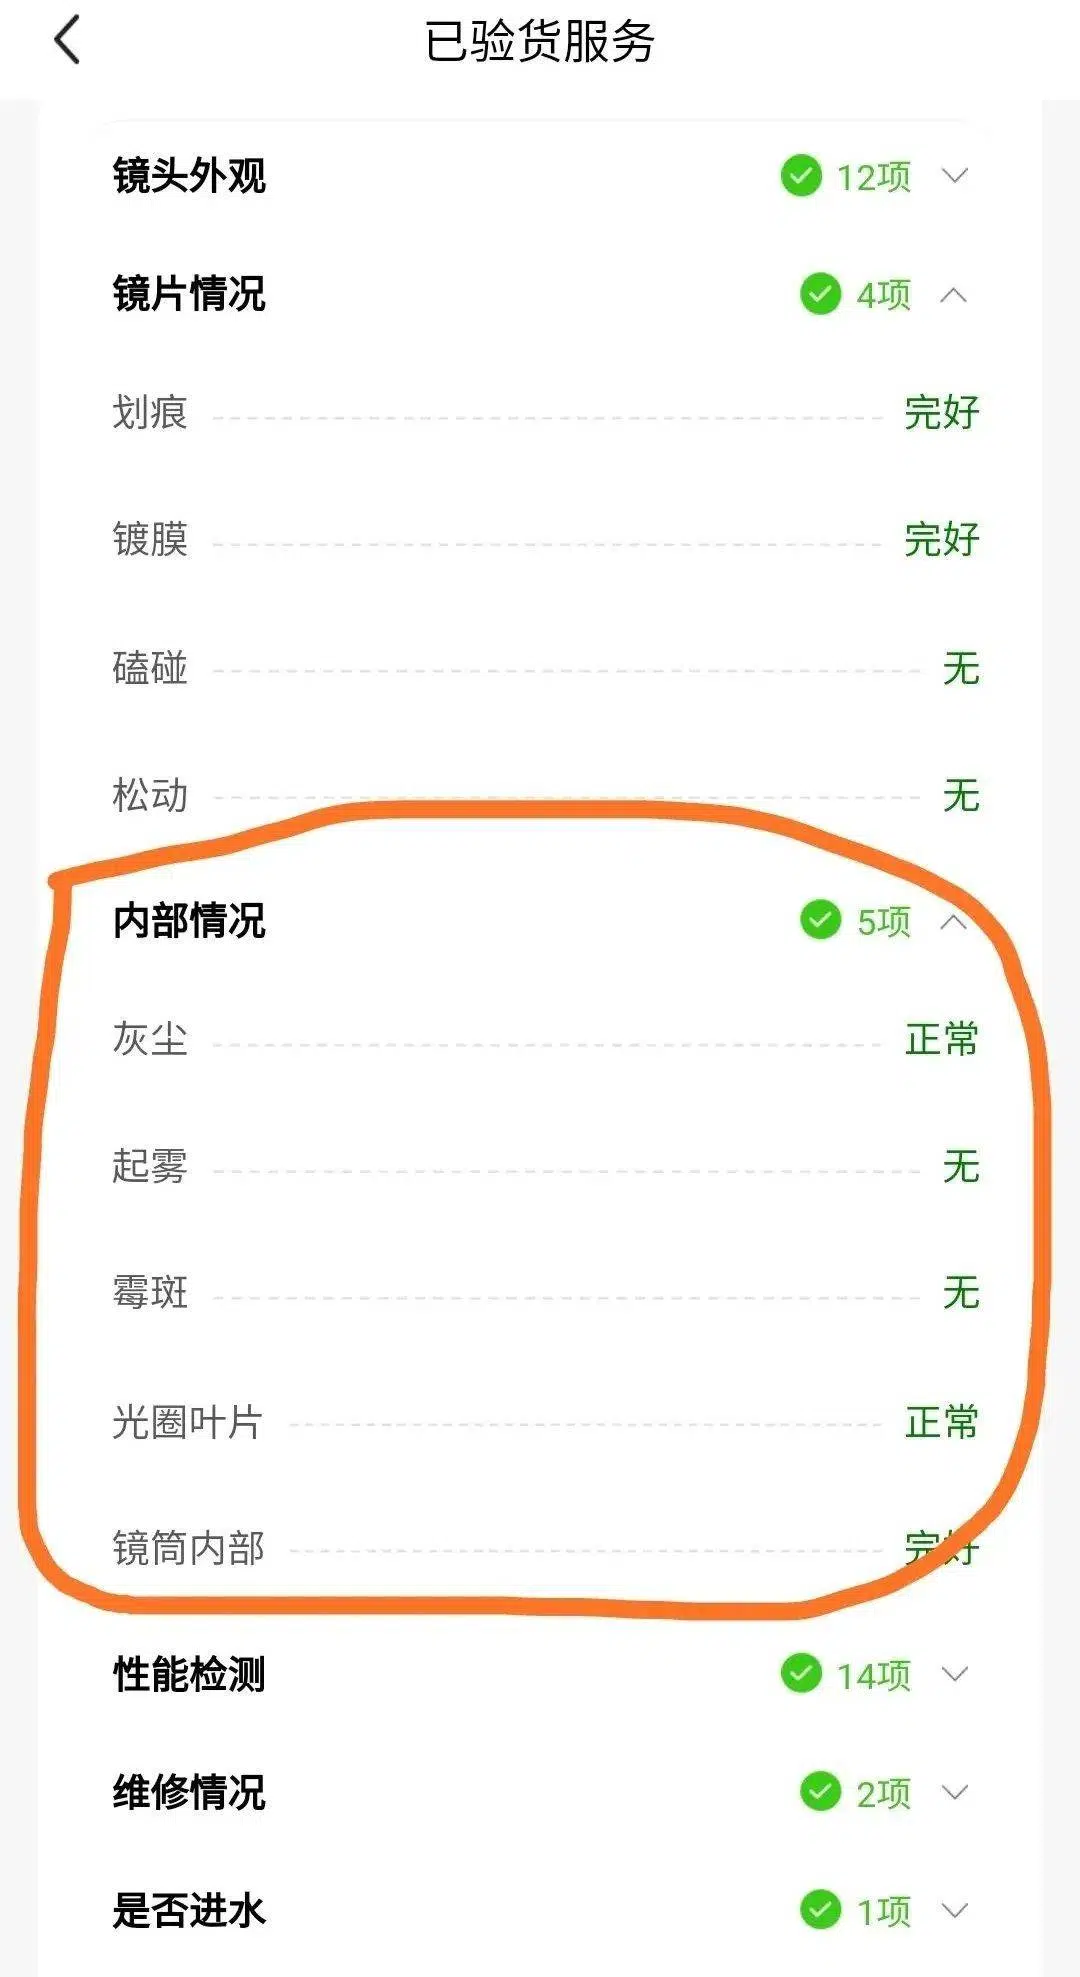 已验货服务
镜头外观 12项
镜片情况 4项
划痕 完好
镀膜 完好
磕碰 无
松动 无
内部情况 5项
灰尘 正常
起雾 无
霉斑 无
光圈叶片 正常
镜筒内部 完好
性能检测 14项
维修情况 2项
是否进水 1项